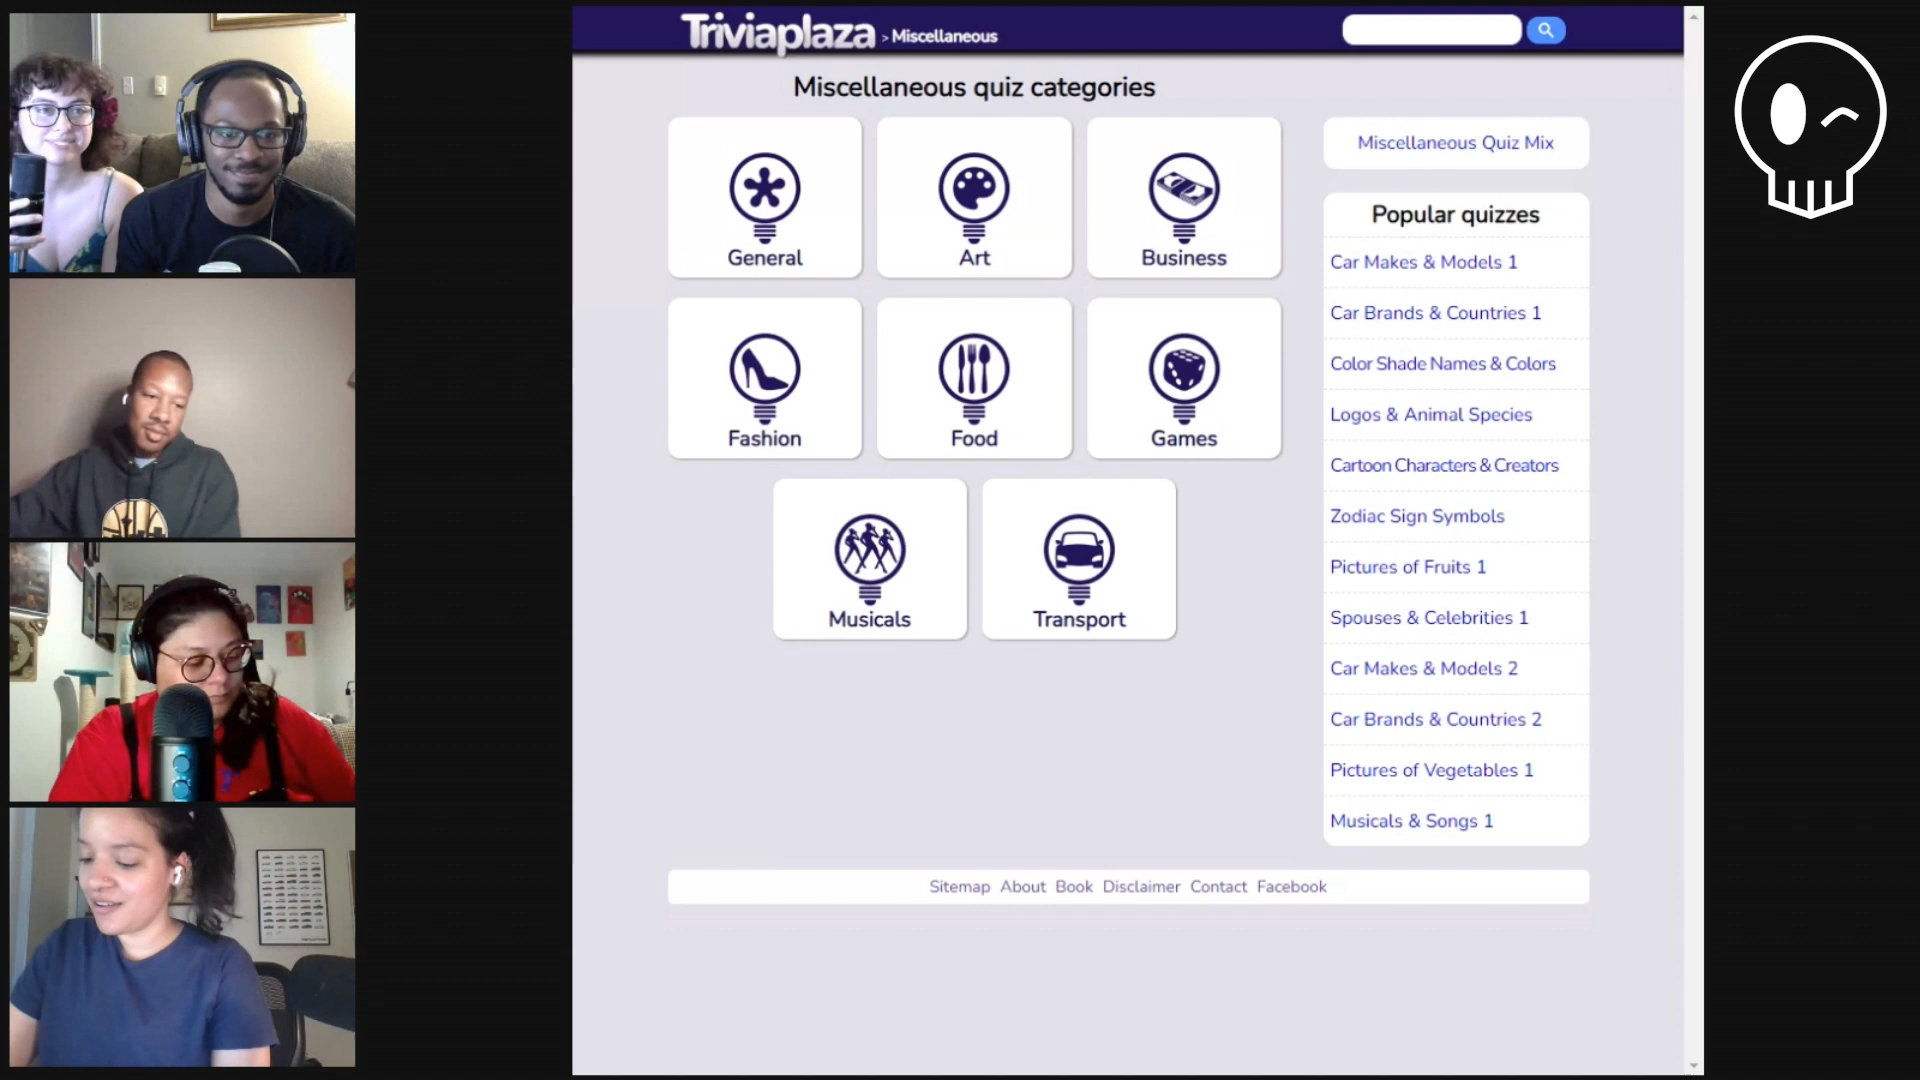 Triviaplaza > Miscellaneous
Miscellaneous quiz categories
General
Art
Business
Fashion
Food
Games
Musicals
Transport
Miscellaneous Quiz Mix
Popular quizzes
Car Makes & Models 1
Car Brands & Countries 1
Color Shade Names & Colors
Logos & Animal Species
Cartoon Characters & Creators
Zodiac Sign Symbols
Pictures of Fruits 1
Spouses & Celebrities 1
Car Makes & Models 2
Car Brands & Countries 2
Pictures of Vegetables 1
Musicals & Songs 1
Sitemap About Book Disclaimer Contact Facebook